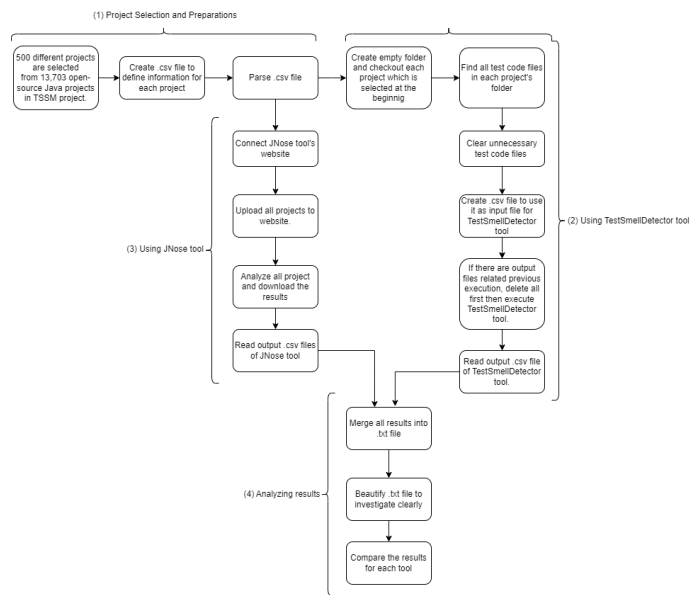 (1) Project Selection and Preparations
500 different projects
are selected
from 13,703 open-
source Java projects
in TSSM project.
Create .csv file to
define information for
each project
Parse .csv file
Create empty folder
and checkout each
project which is
selected at the
beginnig
Find all test code files
in each project's
folder
Connect JNose tool's
website
Clear unnecessary
test code files
Upload all projects to
website.
Create .csv file to use
it as input file for
TestSmellDetector
tool
(2) Using TestSmellDetector tool
(3) Using JNose tool
Analyze all project
and download the
results
If there are output
files related previous
execution, delete all
first then execute
TestSmellDetector
tool.
Read output .csv files
of JNose tool
Read output .csv file
of TestSmellDetector
tool.
Merge all results into
.txt file
(4) Analyzing results
Beautify .txt file to
investigate clearly
Compare the results
for each tool